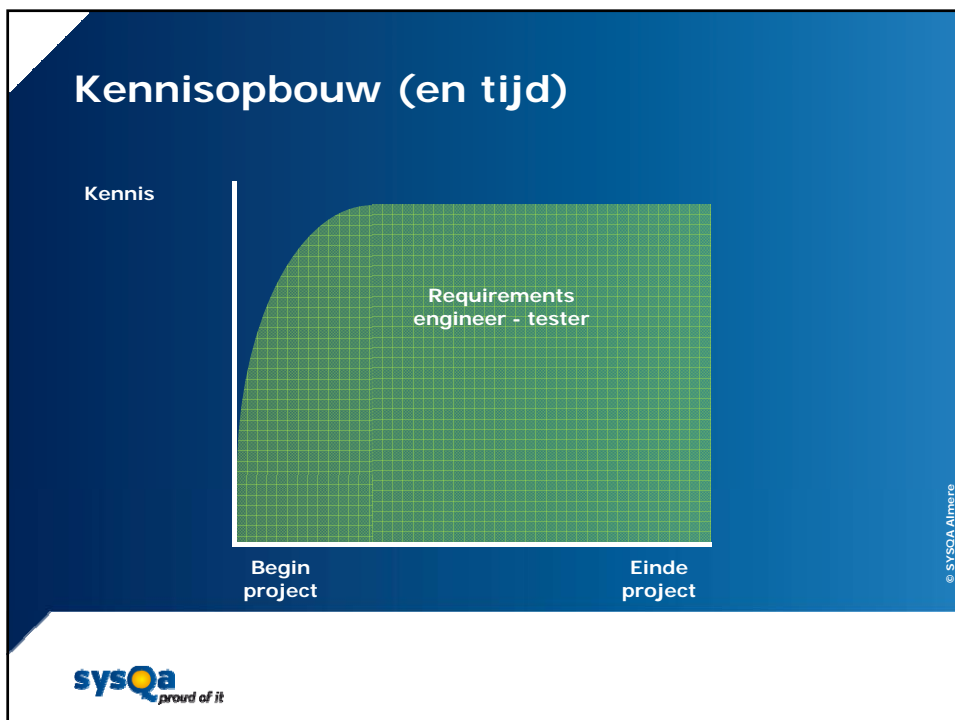 Kennisopbouw (en tijd)
Kennis
Requirements
engineer - tester
Begin
project
Einde
project
© SYSQA Almere
sysQa
proud of it